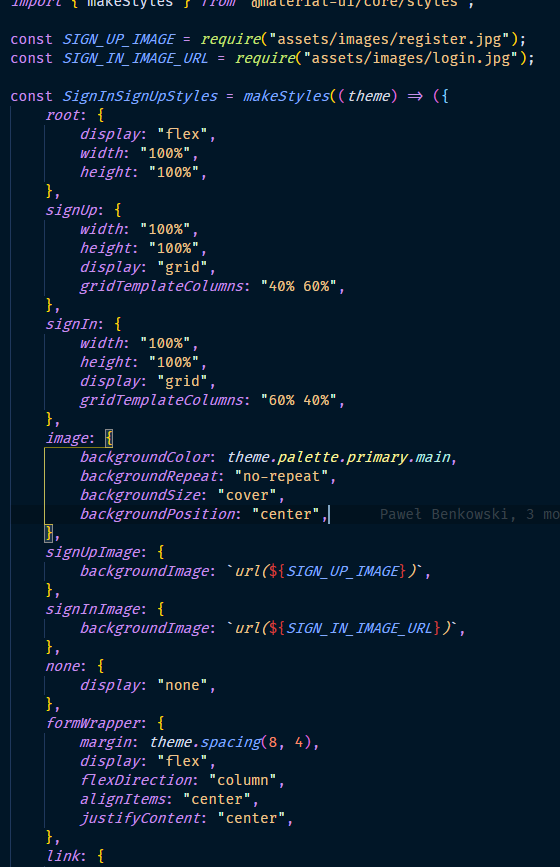 import { makeStyles } from "@material-ui/core/styles";
const SIGN_UP_IMAGE = require("assets/images/register.jpg");
const SIGN_IN_IMAGE_URL = require("assets/images/login.jpg");
const SignInSignUpStyles = makeStyles((theme) => ({
root: {
display: "flex",
width: "100%",
height: "100%",
},
signUp: {
width: "100%",
height: "100%",
display: "grid",
gridTemplateColumns: "40% 60%",
},
signIn: {
width: "100%",
height: "100%",
display: "grid",
gridTemplateColumns: "60% 40%",
},
image: {
backgroundColor: theme.palette.primary.main,
backgroundRepeat: "no-repeat",
backgroundSize: "cover",
backgroundPosition: "center", Paweł Benkowski, 3 mo
},
signUpImage: {
backgroundImage: `url(${SIGN_UP_IMAGE})`,
},
signInImage: {
backgroundImage: `url(${SIGN_IN_IMAGE_URL})`,
},
none: {
display: "none",
},
formWrapper: {
margin: theme.spacing(8, 4),
display: "flex",
flexDirection: "column",
alignItems: "center",
justifyContent: "center",
},
link: {